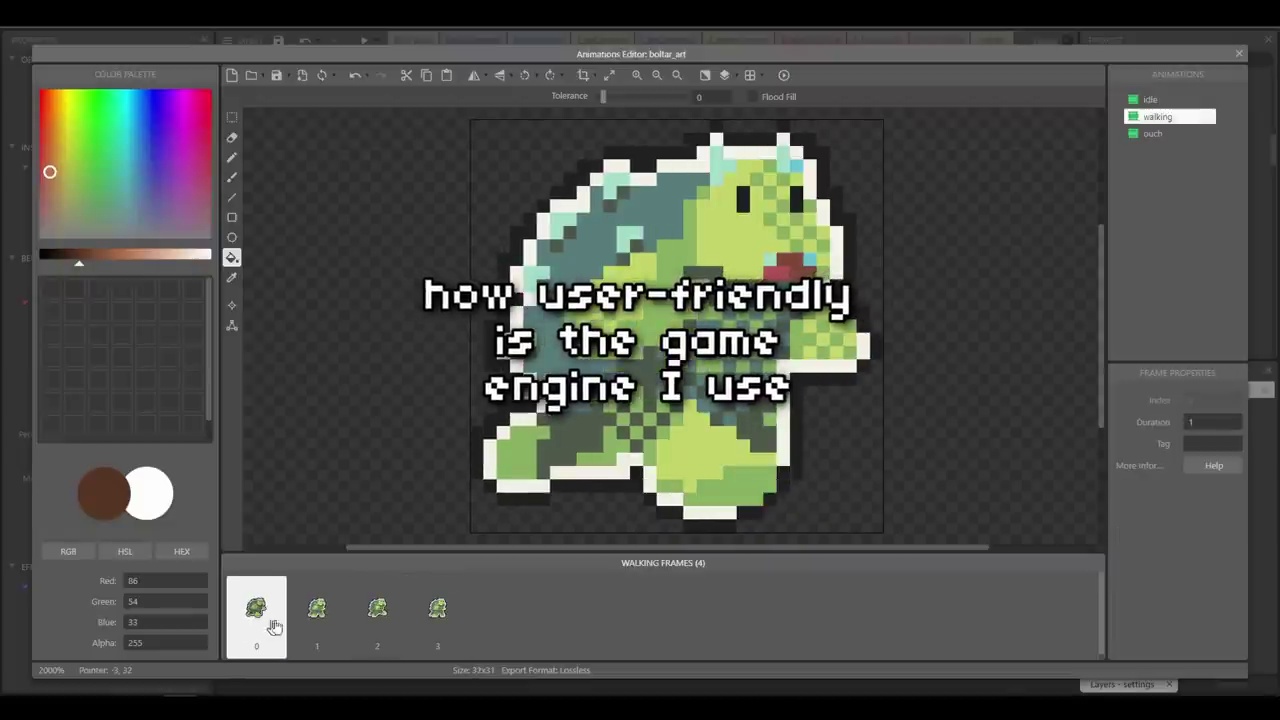 Animations Editor: boltar_art
COLOR PALETTE
ANIMATIONS
Tolerance
0
Flood Fill
idle
walking
ouch
how user-friendly
is the game
engine I use
FRAME PROPERTIES
Index
Duration
1
Tag
More infor...
Help
RGB
HSL
HEX
Red:
86
Green:
54
Blue:
33
Alpha:
255
WALKING FRAMES (4)
0
1
2
3
2000%
Pointer: -3, 32
Size: 33x31
Export Format: Lossless
Layers - settings